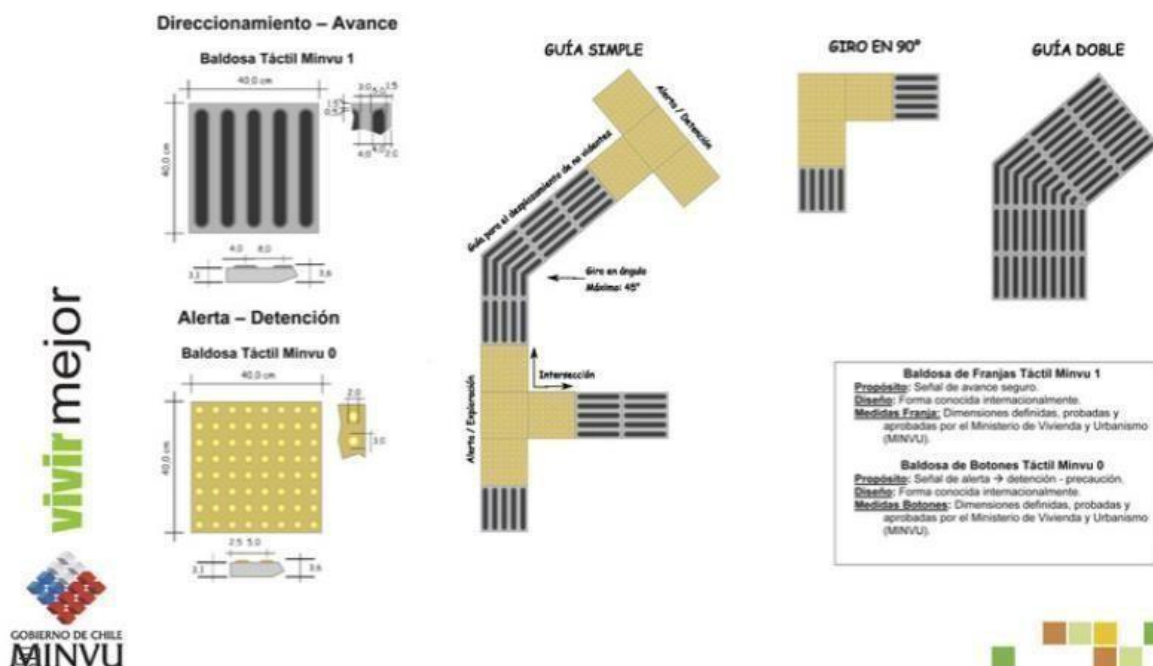 Direccionamiento – Avance
Baldosa Táctil Minvu 1
40,0 cm
40,0 cm
4,0 8,0
3,1
3,6
Alerta – Detención
Baldosa Táctil Minvu 0
40,0 cm
40,0 cm
2,0
3,0
2,5 5,0
3,1
3,6
GUÍA SIMPLE
Alerta / Detención
Guía para el desplazamiento de no videntes
Giro en ángulo
Máximo: 45°
Intersección
Alerta / Exploración
GIRO EN 90°
GUÍA DOBLE
Baldosa de Franjas Táctil Minvu 1
Propósito: Señal de avance seguro.
Diseño: Forma conocida internacionalmente.
Medidas Franja: Dimensiones definidas, probadas y
aprobadas por el Ministerio de Vivienda y Urbanismo
(MINVU).
Baldosa de Botones Táctil Minvu 0
Propósito: Señal de alerta → detención - precaución.
Diseño: Forma conocida internacionalmente.
Medidas Botones: Dimensiones definidas, probadas y
aprobadas por el Ministerio de Vivienda y Urbanismo
(MINVU).
vivir mejor
GOBIERNO DE CHILE
MINVU